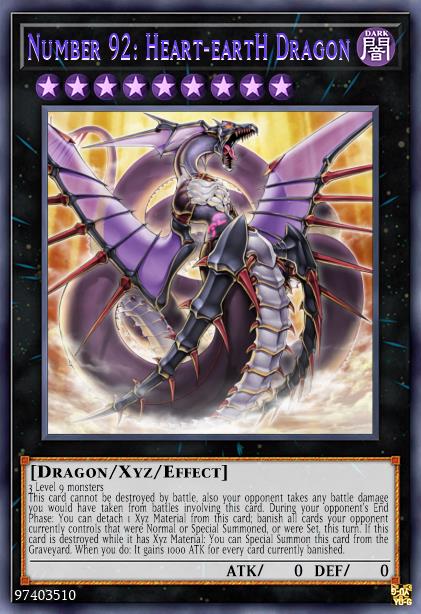 Number 92: Heart-eartH Dragon
DARK
闇
[Dragon/Xyz/Effect]
3 Level 9 monsters
This card cannot be destroyed by battle, also your opponent takes any battle damage
you would have taken from battles involving this card. During your opponent's End
Phase: You can detach 1 Xyz Material from this card; banish all cards your opponent
currently controls that were Normal or Special Summoned, or were Set, this turn. If this
card is destroyed while it has Xyz Material: You can Special Summon this card from the
Graveyard. When you do: It gains 1000 ATK for every card currently banished.
ATK/ 0 DEF/ 0
97403510